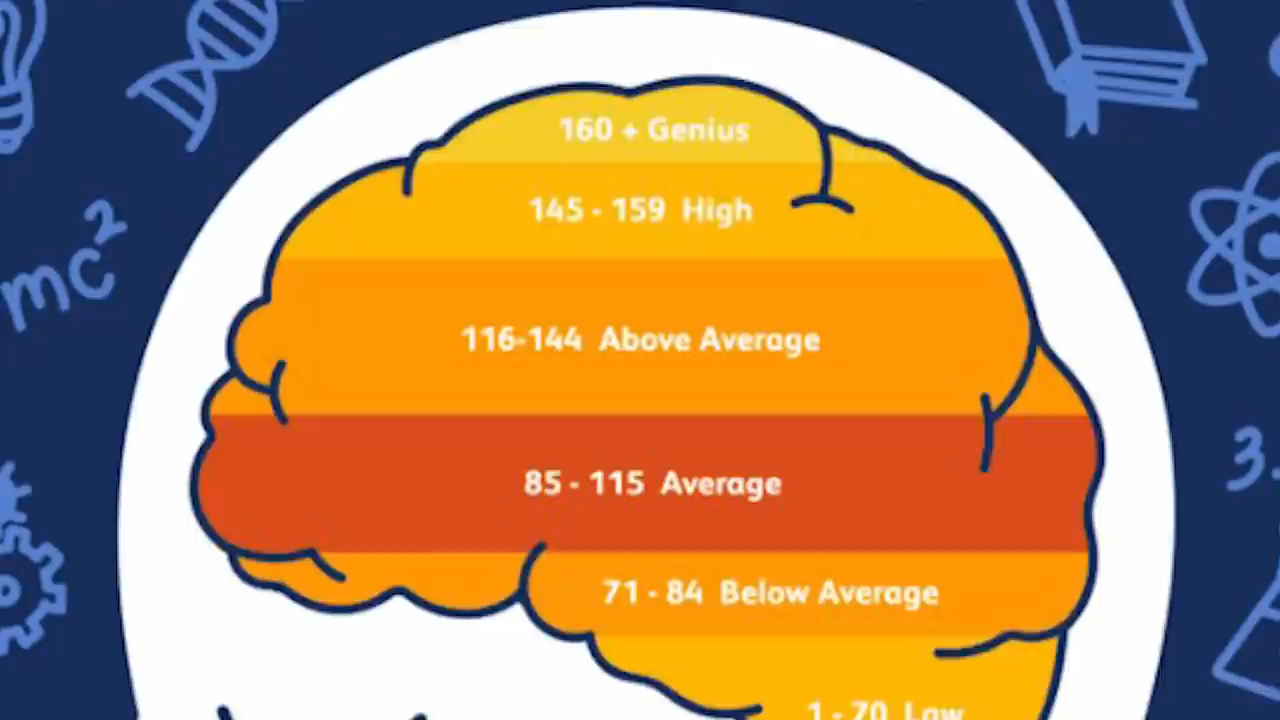 160 + Genius
145 - 159 High
mc²
116-144 Above Average
3.
85 - 115 Average
71 - 84 Below Average
1 - 70 Low